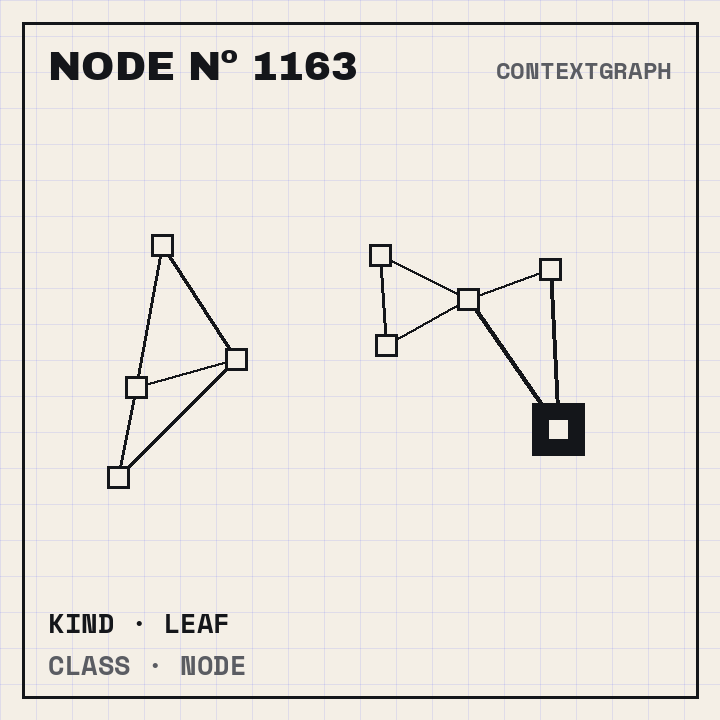 NODE Nº 1163
CONTEXTGRAPH
KIND · LEAF
CLASS · NODE